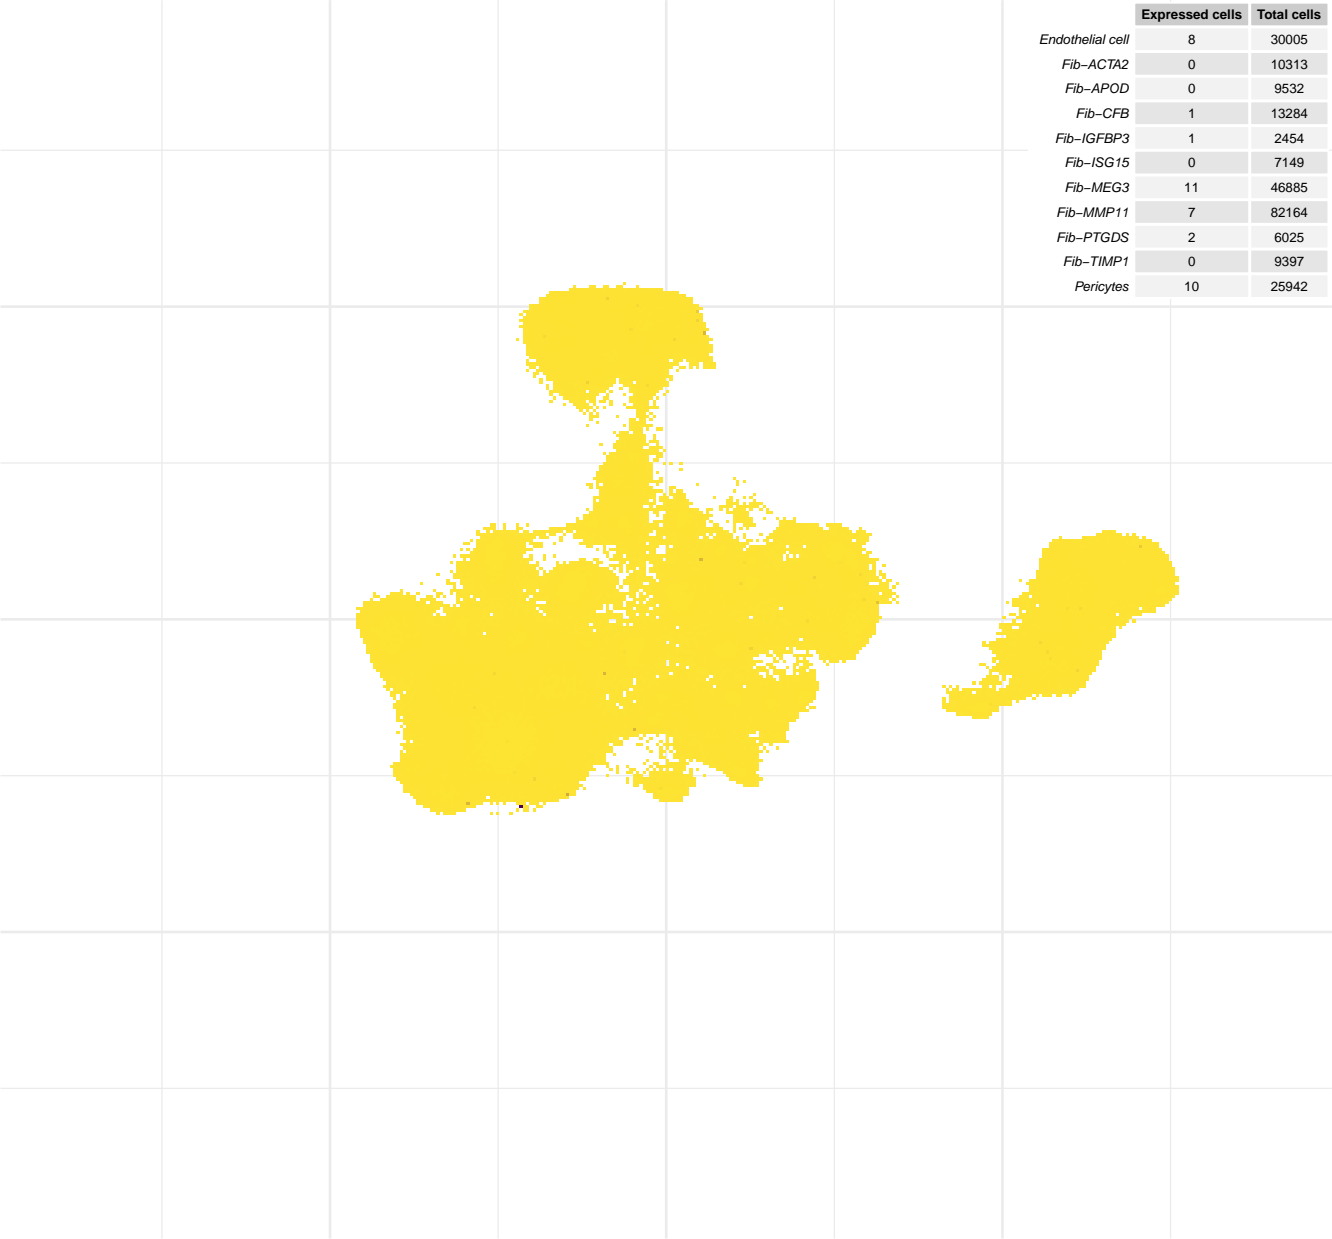 Expressed cells Total cells
Endothelial cell 8 30005
Fib−ACTA2 0 10313
Fib−APOD 0 9532
Fib−CFB 1 13284
Fib−IGFBP3 1 2454
Fib−ISG15 0 7149
Fib−MEG3 11 46885
Fib−MMP11 7 82164
Fib−PTGDS 2 6025
Fib−TIMP1 0 9397
Pericytes 10 25942